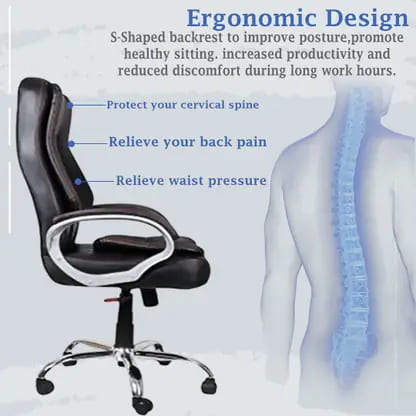 Ergonomic Design
S-Shaped backrest to improve posture,promote
healthy sitting. increased productivity and
reduced discomfort during long work hours.
Protect your cervical spine
Relieve your back pain
Relieve waist pressure